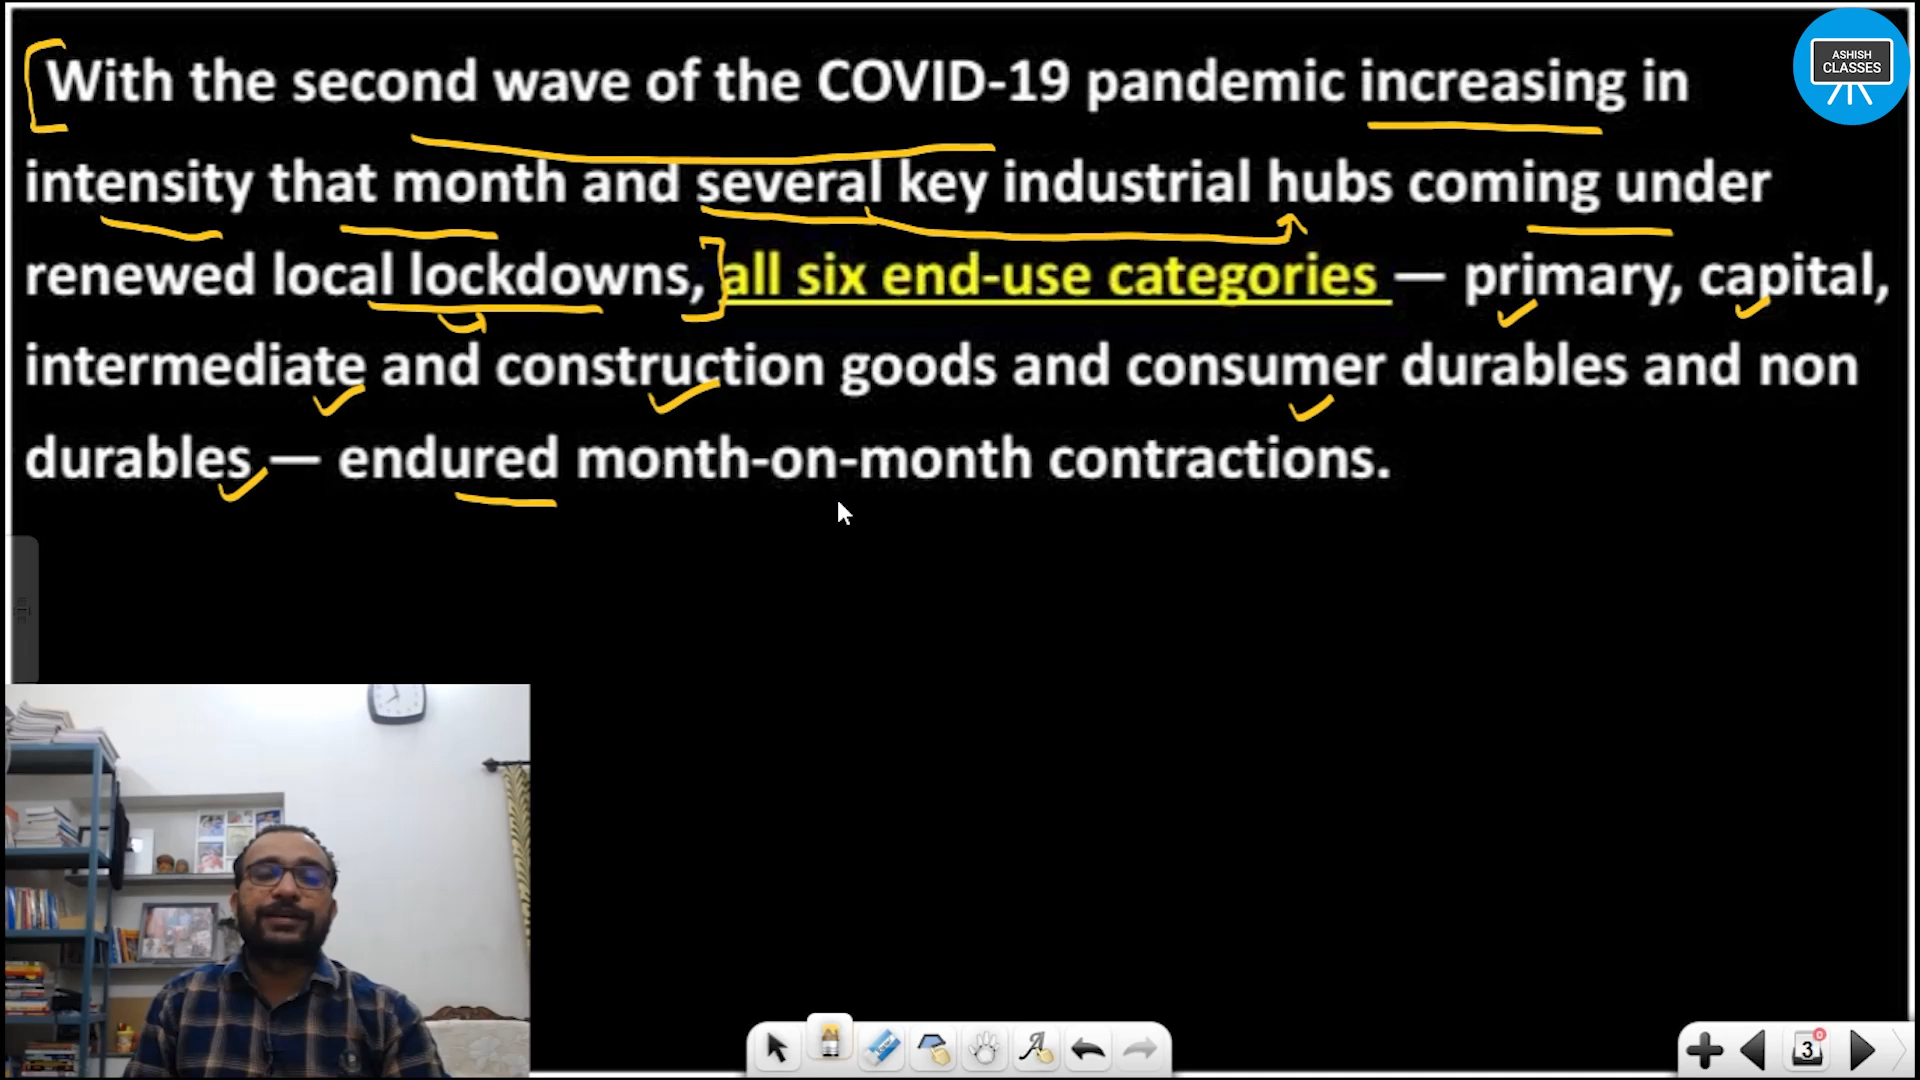 With the second wave of the COVID-19 pandemic increasing in
intensity that month and several key industrial hubs coming under
renewed local lockdowns, all six end-use categories — primary, capital,
intermediate and construction goods and consumer durables and non
durables — endured month-on-month contractions.
ASHISH
CLASSES
3
0